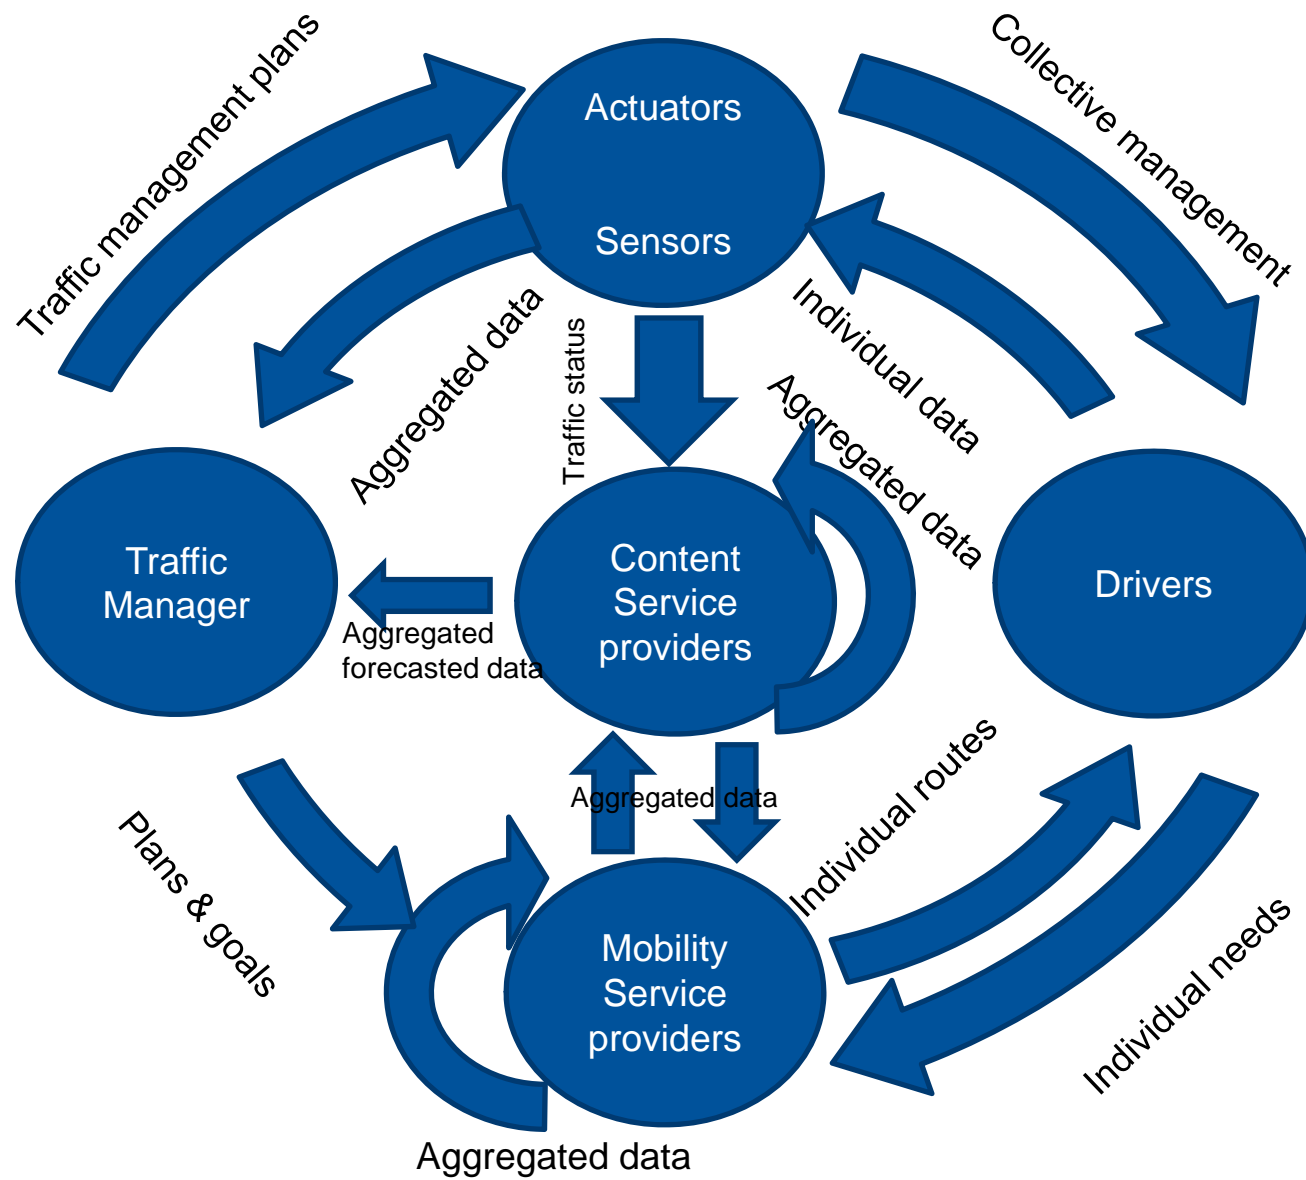 Traffic management plans
Actuators
Sensors
Collective management
Aggregated data
Traffic status
Individual data
Aggregated data
Traffic
Manager
Content
Service
providers
Drivers
Aggregated
forecasted data
Aggregated data
Plans & goals
Individual routes
Mobility
Service
providers
Individual needs
Aggregated data